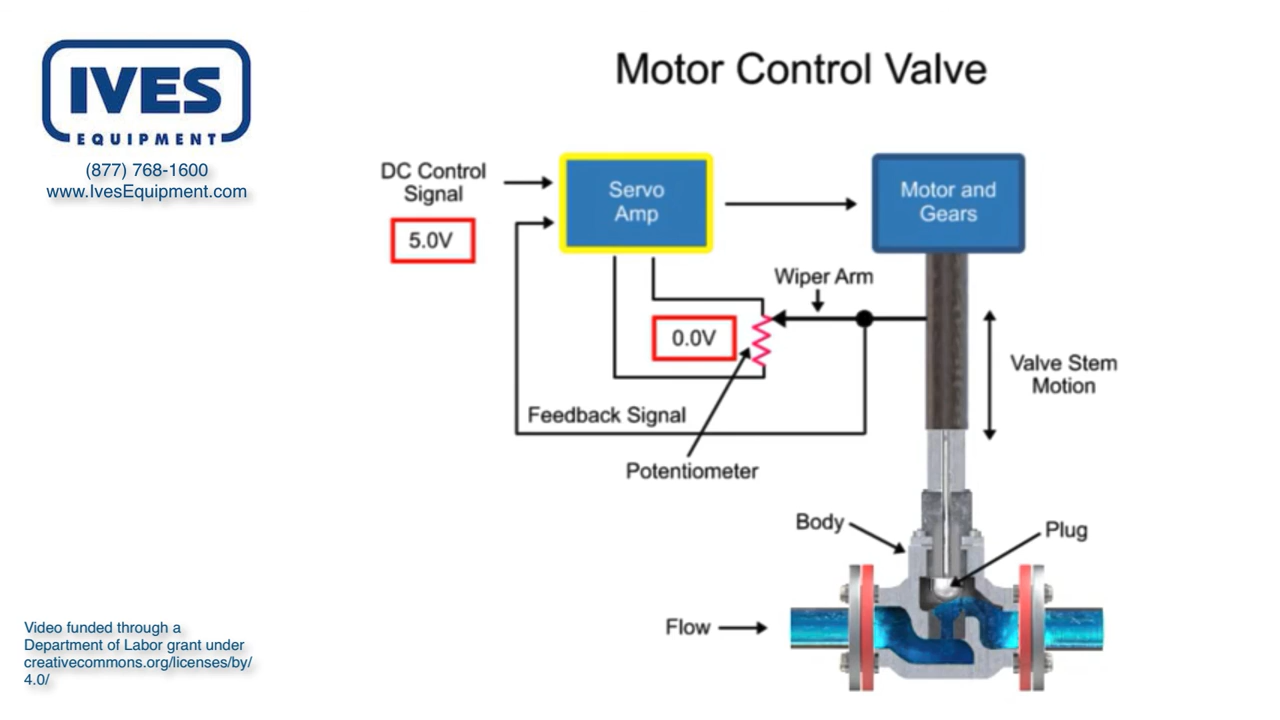 IVES
EQUIPMENT
(877) 768-1600
www.IvesEquipment.com
Motor Control Valve
DC Control
Signal
5.0V
Servo
Amp
Motor and
Gears
Wiper Arm
0.0V
Valve Stem
Motion
Feedback Signal
Potentiometer
Body
Plug
Flow
Video funded through a
Department of Labor grant under
creativecommons.org/licenses/by/
4.0/